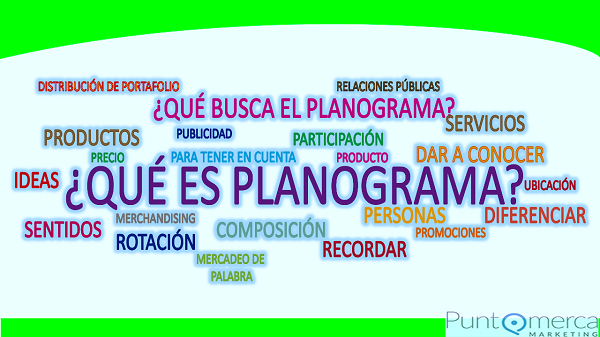 DISTRIBUCIÓN DE PORTAFOLIO
RELACIONES PÚBLICAS
¿QUÉ BUSCA EL PLANOGRAMA?
SERVICIOS
PRODUCTOS
PUBLICIDAD
PARTICIPACIÓN
PRECIO
PARA TENER EN CUENTA
PRODUCTO
DAR A CONOCER
IDEAS
¿QUÉ ES PLANOGRAMA?
UBICACIÓN
SENTIDOS
MERCHANDISING
PERSONAS
DIFERENCIAR
ROTACIÓN
COMPOSICIÓN
PROMOCIONES
RECORDAR
MERCADEO DE
PALABRA
Puntomerca
MARKETING